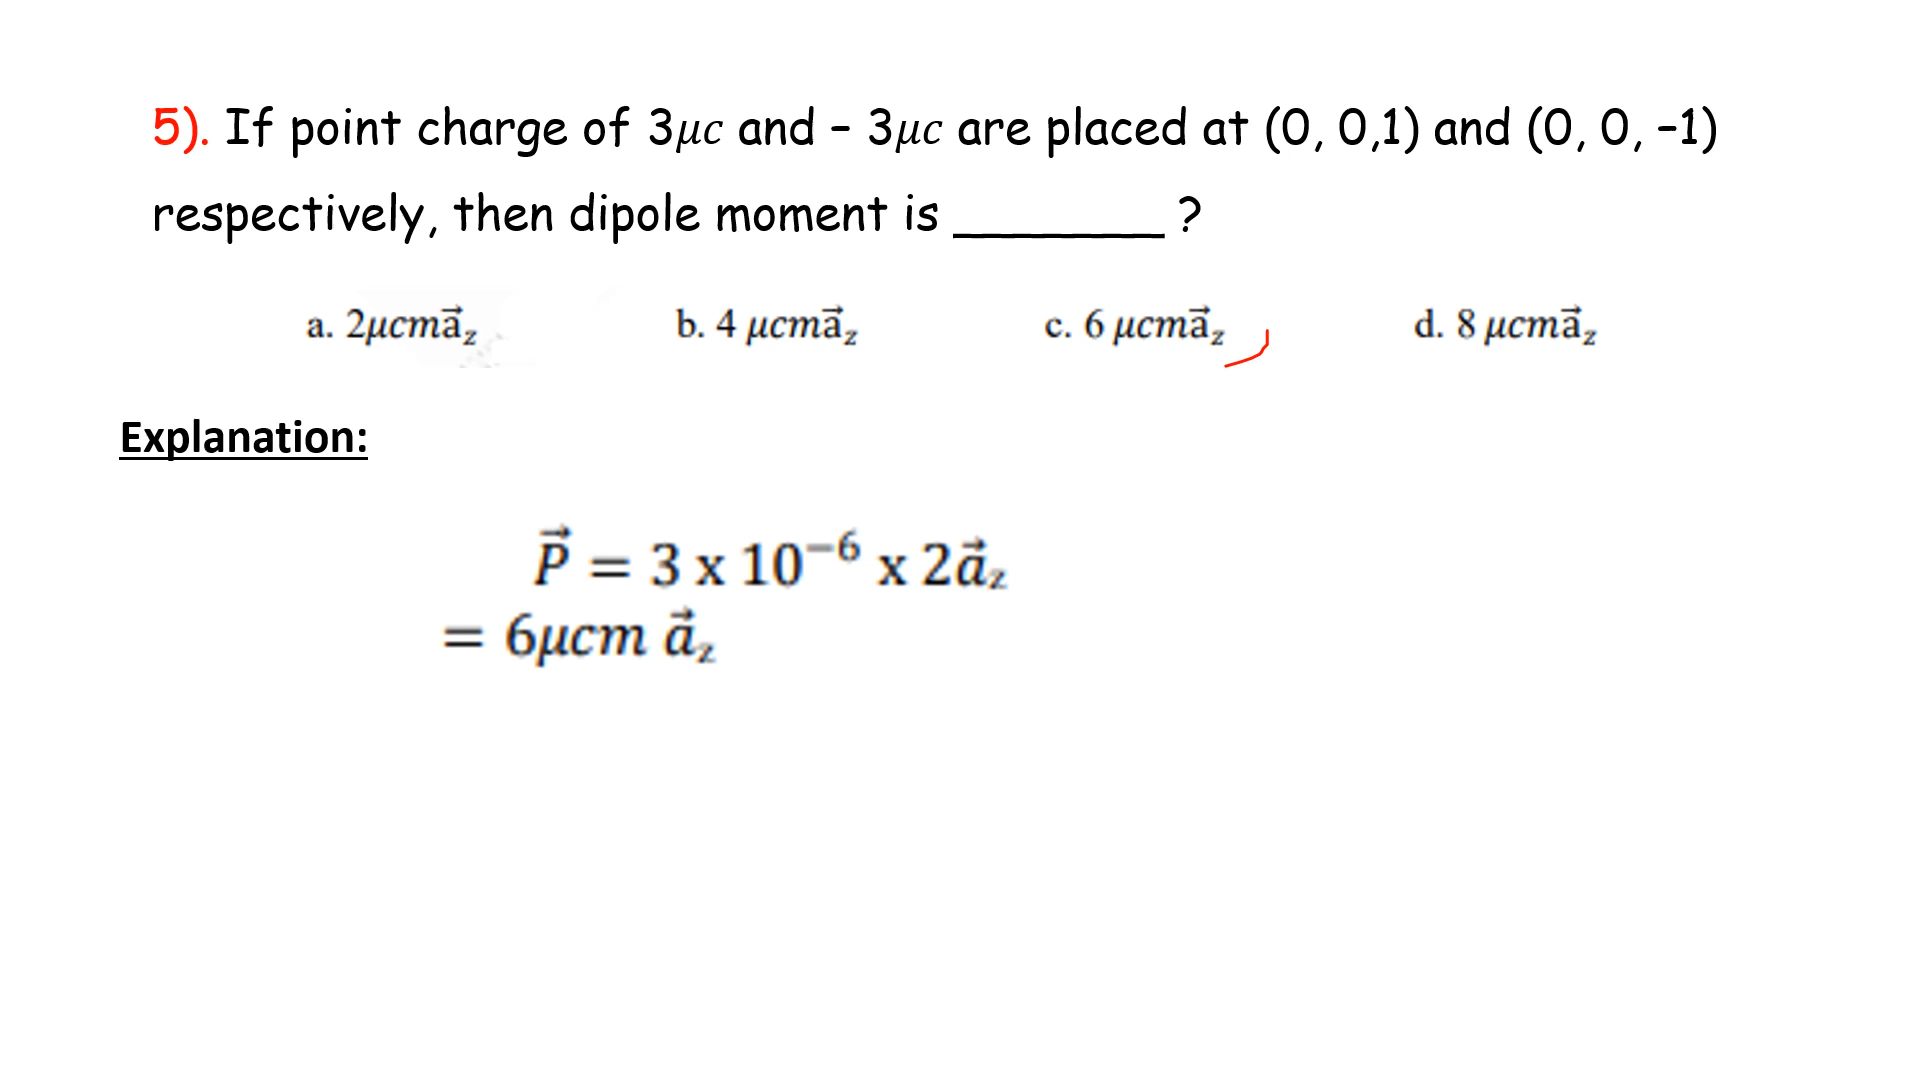 5). If point charge of 3μc and – 3μc are placed at (0, 0,1) and (0, 0, –1)
respectively, then dipole moment is _______ ?
a. 2μcma⃗z b. 4 μcma⃗z c. 6 μcma⃗z d. 8 μcma⃗z
Explanation:
P⃗ = 3 x 10⁻⁶ x 2a⃗z
= 6μcm a⃗z